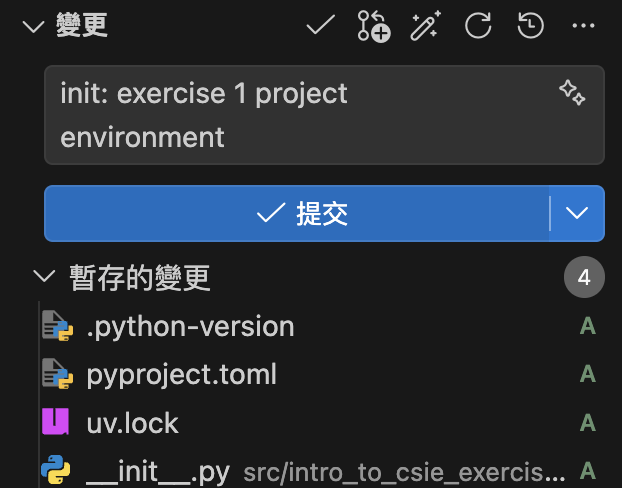 變更
init: exercise 1 project
environment
提交
暫存的變更 4
.python-version A
pyproject.toml A
uv.lock A
__init__.py src/intro_to_csie_exercis... A